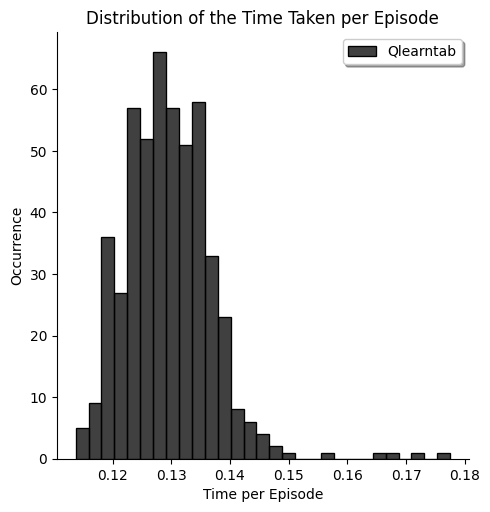 Distribution of the Time Taken per Episode
Qlearntab
Occurrence
60
50
40
30
20
10
0
0.12 0.13 0.14 0.15 0.16 0.17 0.18
Time per Episode